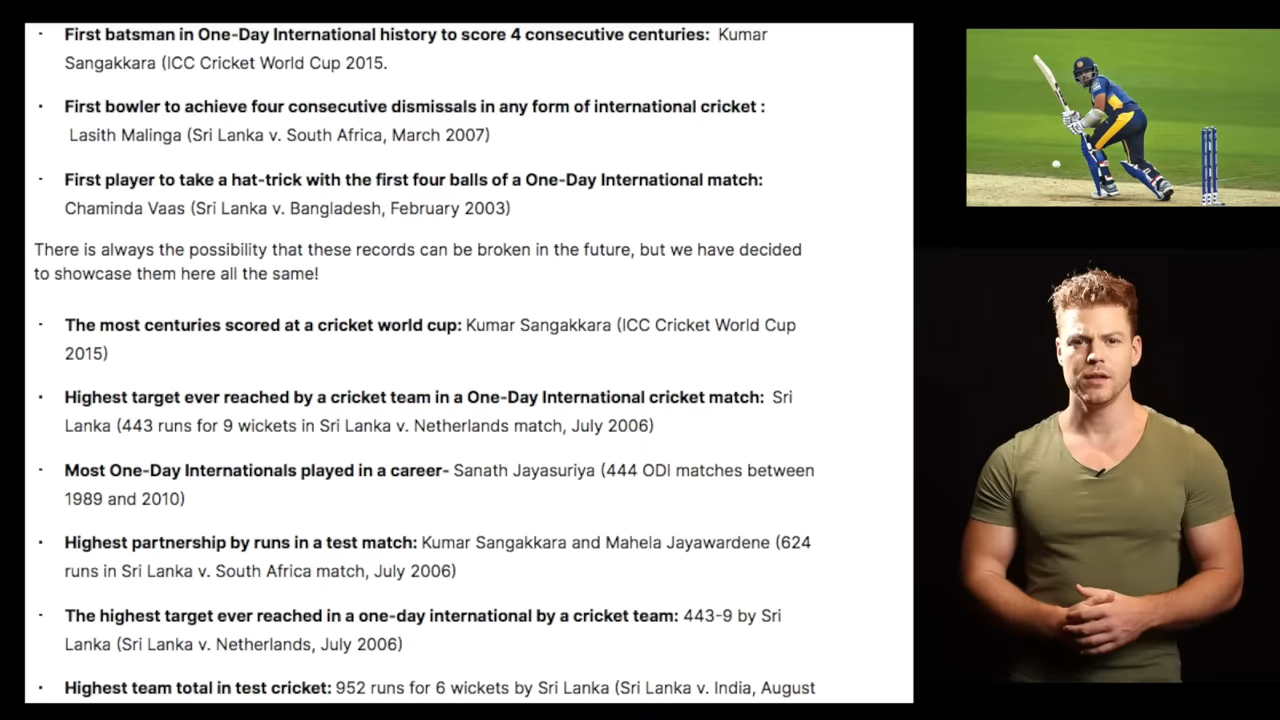 · First batsman in One-Day International history to score 4 consecutive centuries: Kumar
Sangakkara (ICC Cricket World Cup 2015.
· First bowler to achieve four consecutive dismissals in any form of international cricket :
Lasith Malinga (Sri Lanka v. South Africa, March 2007)
· First player to take a hat-trick with the first four balls of a One-Day International match:
Chaminda Vaas (Sri Lanka v. Bangladesh, February 2003)
There is always the possibility that these records can be broken in the future, but we have decided
to showcase them here all the same!
· The most centuries scored at a cricket world cup: Kumar Sangakkara (ICC Cricket World Cup
2015)
· Highest target ever reached by a cricket team in a One-Day International cricket match: Sri
Lanka (443 runs for 9 wickets in Sri Lanka v. Netherlands match, July 2006)
· Most One-Day Internationals played in a career- Sanath Jayasuriya (444 ODI matches between
1989 and 2010)
· Highest partnership by runs in a test match: Kumar Sangakkara and Mahela Jayawardene (624
runs in Sri Lanka v. South Africa match, July 2006)
· The highest target ever reached in a one-day international by a cricket team: 443-9 by Sri
Lanka (Sri Lanka v. Netherlands, July 2006)
· Highest team total in test cricket: 952 runs for 6 wickets by Sri Lanka (Sri Lanka v. India, August